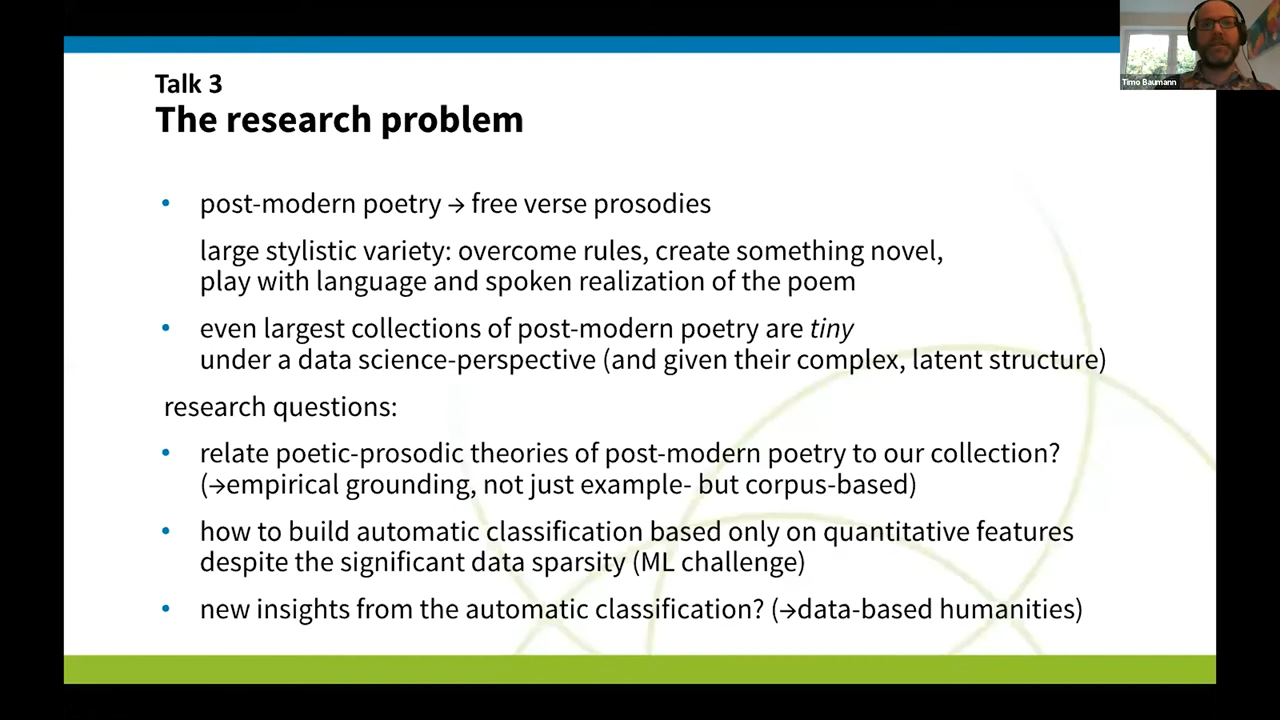 Talk 3
The research problem
Timo Baumann
• post-modern poetry → free verse prosodies
large stylistic variety: overcome rules, create something novel,
play with language and spoken realization of the poem
• even largest collections of post-modern poetry are tiny
under a data science-perspective (and given their complex, latent structure)
research questions:
• relate poetic-prosodic theories of post-modern poetry to our collection?
(→empirical grounding, not just example- but corpus-based)
• how to build automatic classification based only on quantitative features
despite the significant data sparsity (ML challenge)
• new insights from the automatic classification? (→data-based humanities)